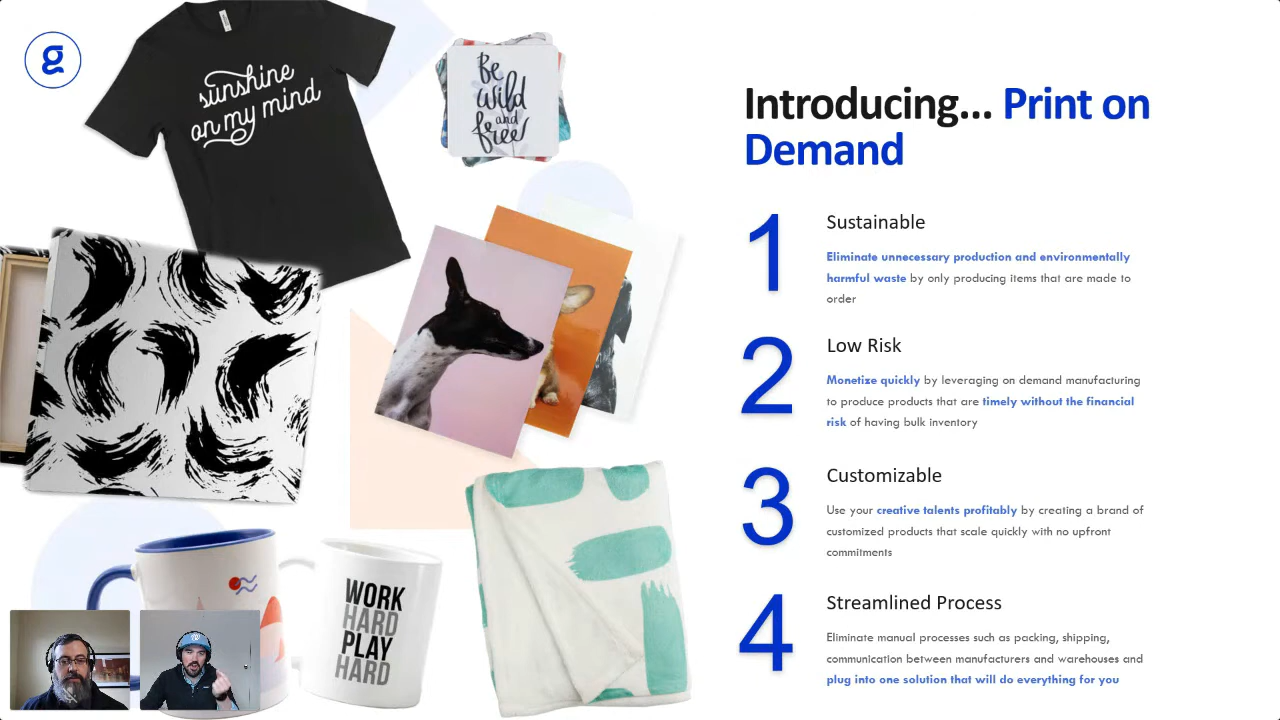 g
sunshine
on my mind
Be
wild
and
free
Introducing... Print on
Demand
1
Sustainable
Eliminate unnecessary production and environmentally
harmful waste by only producing items that are made to
order
2
Low Risk
Monetize quickly by leveraging on demand manufacturing
to produce products that are timely without the financial
risk of having bulk inventory
3
Customizable
Use your creative talents profitably by creating a brand of
customized products that scale quickly with no upfront
commitments
4
Streamlined Process
Eliminate manual processes such as packing, shipping,
communication between manufacturers and warehouses and
plug into one solution that will do everything for you
WORK
HARD
PLAY
HARD